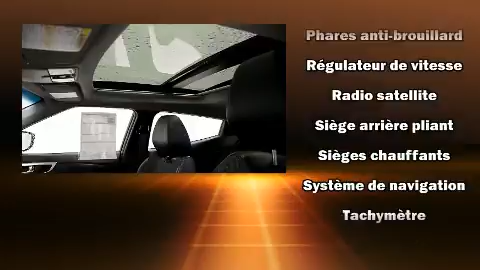 Phares anti-brouillard
Régulateur de vitesse
Radio satellite
Siège arrière pliant
Sièges chauffants
Système de navigation
Tachymètre